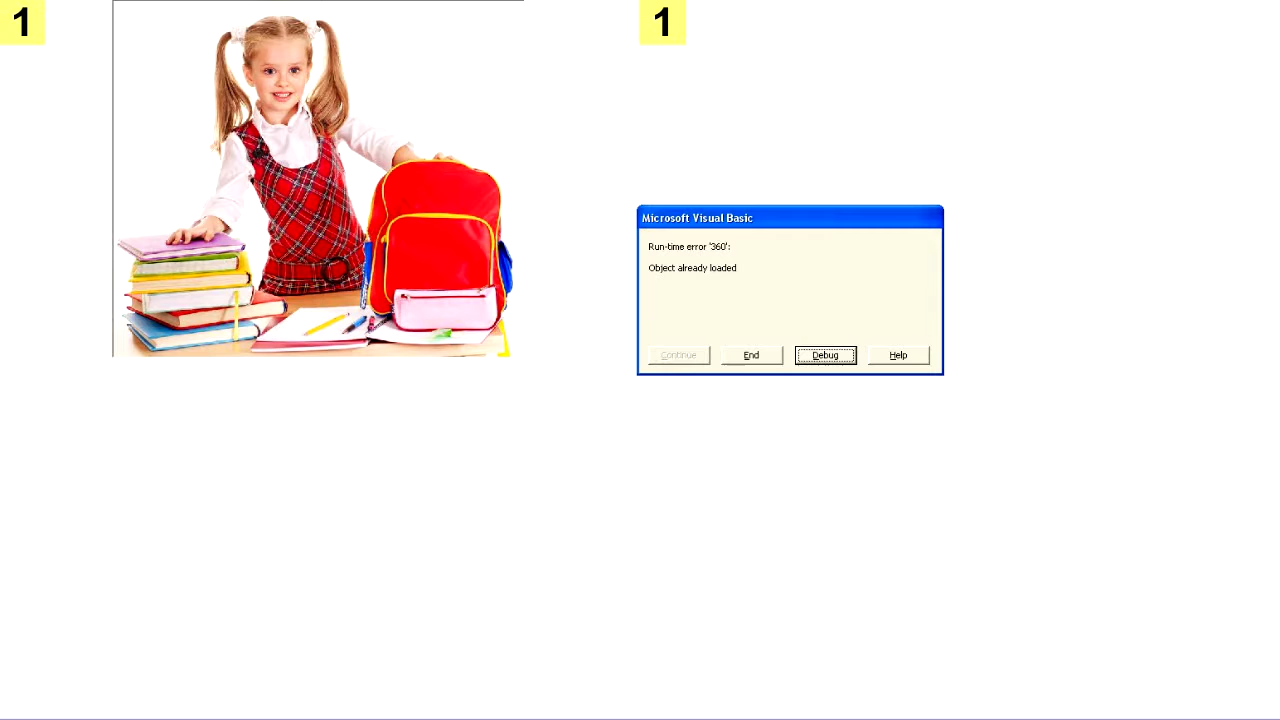 1
1
Microsoft Visual Basic
Run-time error '360':
Object already loaded
Continue
End
Debug
Help